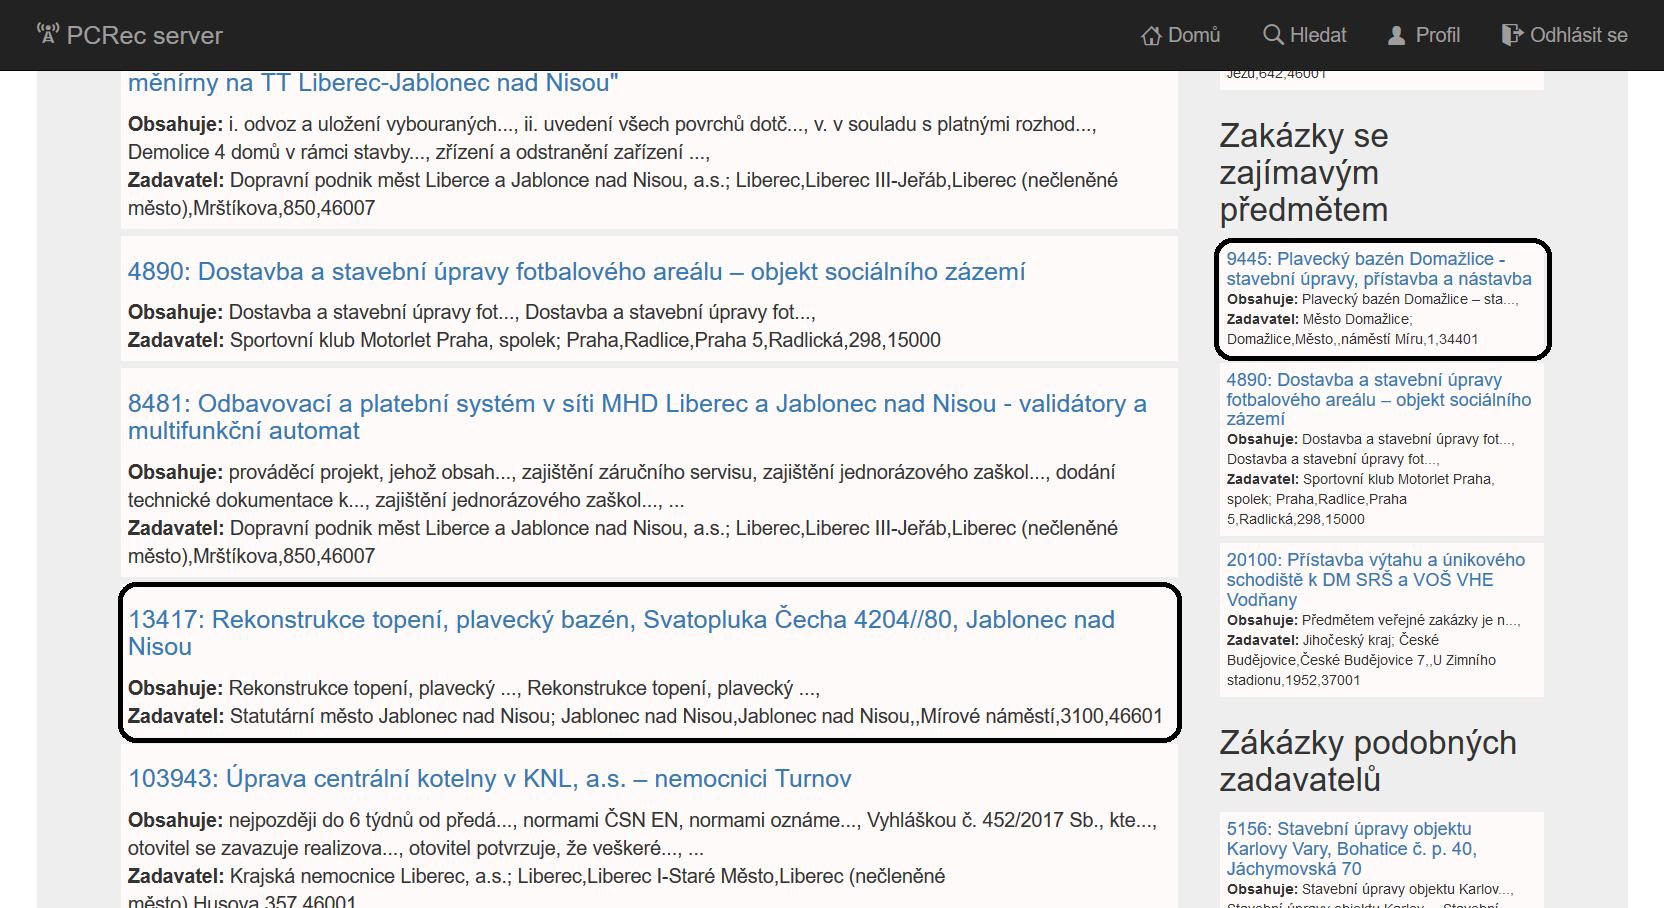 PCRec server
Domů
Hledat
Profil
Odhlásit se
měnírny na TT Liberec-Jablonec nad Nisou"
Obsahuje: i. odvoz a uložení vybouraných..., ii. uvedení všech povrchů dotč..., v. v souladu s platnými rozhod...,
Demolice 4 domů v rámci stavby..., zřízení a odstranění zařízení ...,
Zadavatel: Dopravní podnik měst Liberce a Jablonce nad Nisou, a.s.; Liberec,Liberec III-Jeřáb,Liberec (nečleněné
město),Mrštíkova,850,46007
4890: Dostavba a stavební úpravy fotbalového areálu – objekt sociálního zázemí
Obsahuje: Dostavba a stavební úpravy fot..., Dostavba a stavební úpravy fot...,
Zadavatel: Sportovní klub Motorlet Praha, spolek; Praha,Radlice,Praha 5,Radlická,298,15000
8481: Odbavovací a platební systém v síti MHD Liberec a Jablonec nad Nisou - validátory a
multifunkční automat
Obsahuje: prováděcí projekt, jehož obsah..., zajištění záručního servisu, zajištění jednorázového zaškol..., dodání
technické dokumentace k..., zajištění jednorázového zaškol..., ...
Zadavatel: Dopravní podnik měst Liberce a Jablonce nad Nisou, a.s.; Liberec,Liberec III-Jeřáb,Liberec (nečleněné
město),Mrštíkova,850,46007
13417: Rekonstrukce topení, plavecký bazén, Svatopluka Čecha 4204//80, Jablonec nad
Nisou
Obsahuje: Rekonstrukce topení, plavecký ..., Rekonstrukce topení, plavecký ...,
Zadavatel: Statutární město Jablonec nad Nisou; Jablonec nad Nisou,Jablonec nad Nisou,,Mírové náměstí,3100,46601
103943: Úprava centrální kotelny v KNL, a.s. – nemocnici Turnov
Obsahuje: nejpozději do 6 týdnů od předá..., normami ČSN EN, normami oznáme..., Vyhláškou č. 452/2017 Sb., kte...,
otovitel se zavazuje realizova..., otovitel potvrzuje, že veškeré..., ...
Zadavatel: Krajská nemocnice Liberec, a.s.; Liberec,Liberec I-Staré Město,Liberec (nečleněné
město),Husova,357,46001
Jezu,642,46001
Zakázky se
zajímavým
předmětem
9445: Plavecký bazén Domažlice -
stavební úpravy, přístavba a nástavba
Obsahuje: Plavecký bazén Domažlice – sta...,
Zadavatel: Město Domažlice;
Domažlice,Město,,náměstí Míru,1,34401
4890: Dostavba a stavební úpravy
fotbalového areálu – objekt sociálního
zázemí
Obsahuje: Dostavba a stavební úpravy fot...,
Dostavba a stavební úpravy fot...,
Zadavatel: Sportovní klub Motorlet Praha,
spolek; Praha,Radlice,Praha
5,Radlická,298,15000
20100: Přístavba výtahu a únikového
schodiště k DM SRŠ a VOŠ VHE
Vodňany
Obsahuje: Předmětem veřejné zakázky je n...,
Zadavatel: Jihočeský kraj; České
Budějovice,České Budějovice 7,,U Zimního
stadionu,1952,37001
Zákázky podobných
zadavatelů
5156: Stavební úpravy objektu
Karlovy Vary, Bohatice č. p. 40,
Jáchymovská 70
Obsahuje: Stavební úpravy objektu Karlov...,
Stavební úpravy objektu Karlov..., Stavební